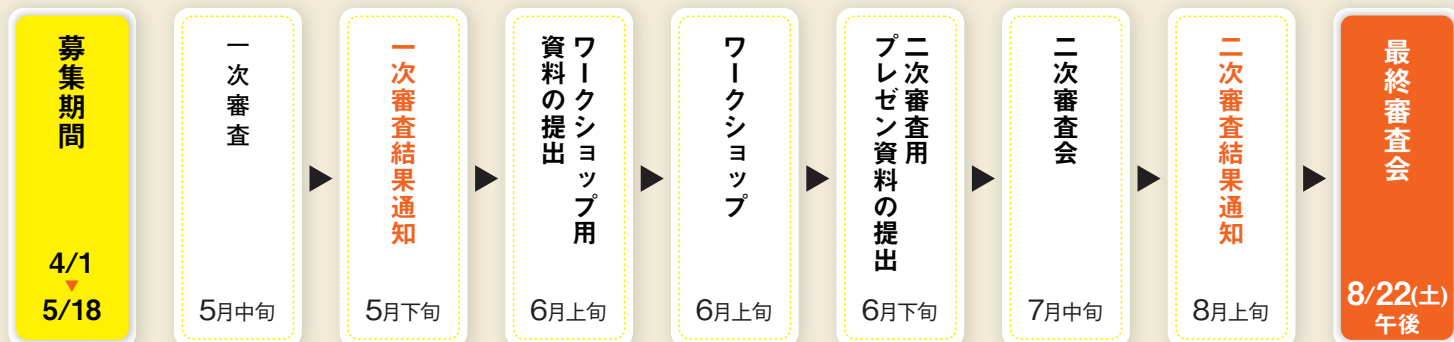 募集期間
4/1
▼
5/18
一次審査
5月中旬
▶
一次審査結果通知
5月下旬
▶
ワークショップ用
資料の提出
6月上旬
▶
ワークショップ
6月上旬
▶
二次審査用
プレゼン資料の提出
6月下旬
▶
二次審査会
7月中旬
▶
二次審査結果通知
8月上旬
▶
最終審査会
8/22(土)
午後